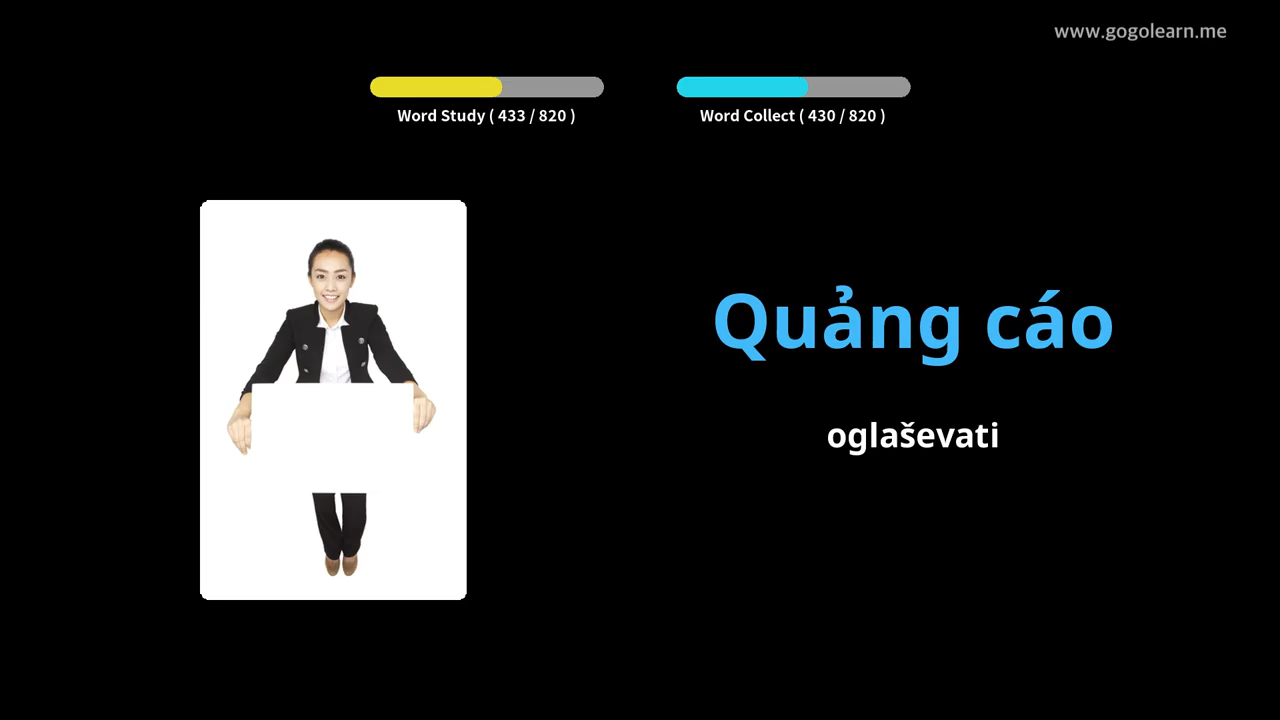 www.gogolearn.me
Word Study ( 433 / 820 )
Word Collect ( 430 / 820 )
Quảng cáo
oglaševati